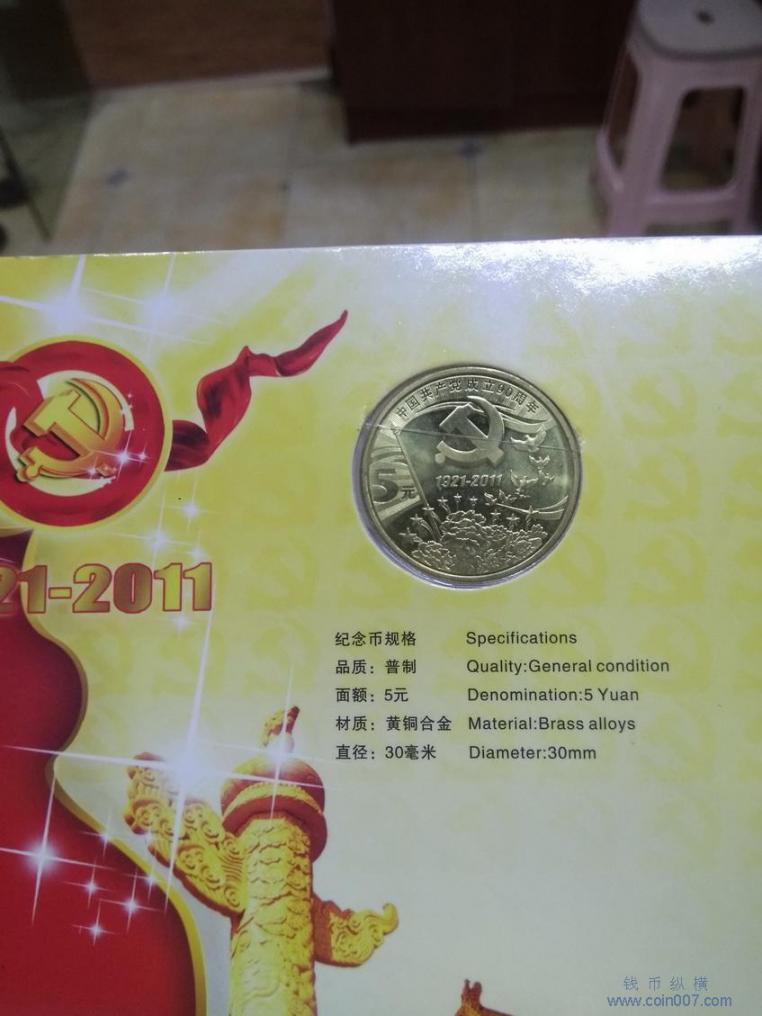 中国共产党成立90周年
1921-2011
5元
21-2011
纪念币规格 Specifications
品质：普制 Quality:General condition
面额：5元 Denomination:5 Yuan
材质：黄铜合金 Material:Brass alloys
直径：30毫米 Diameter:30mm
钱币纵横
www.coin007.com